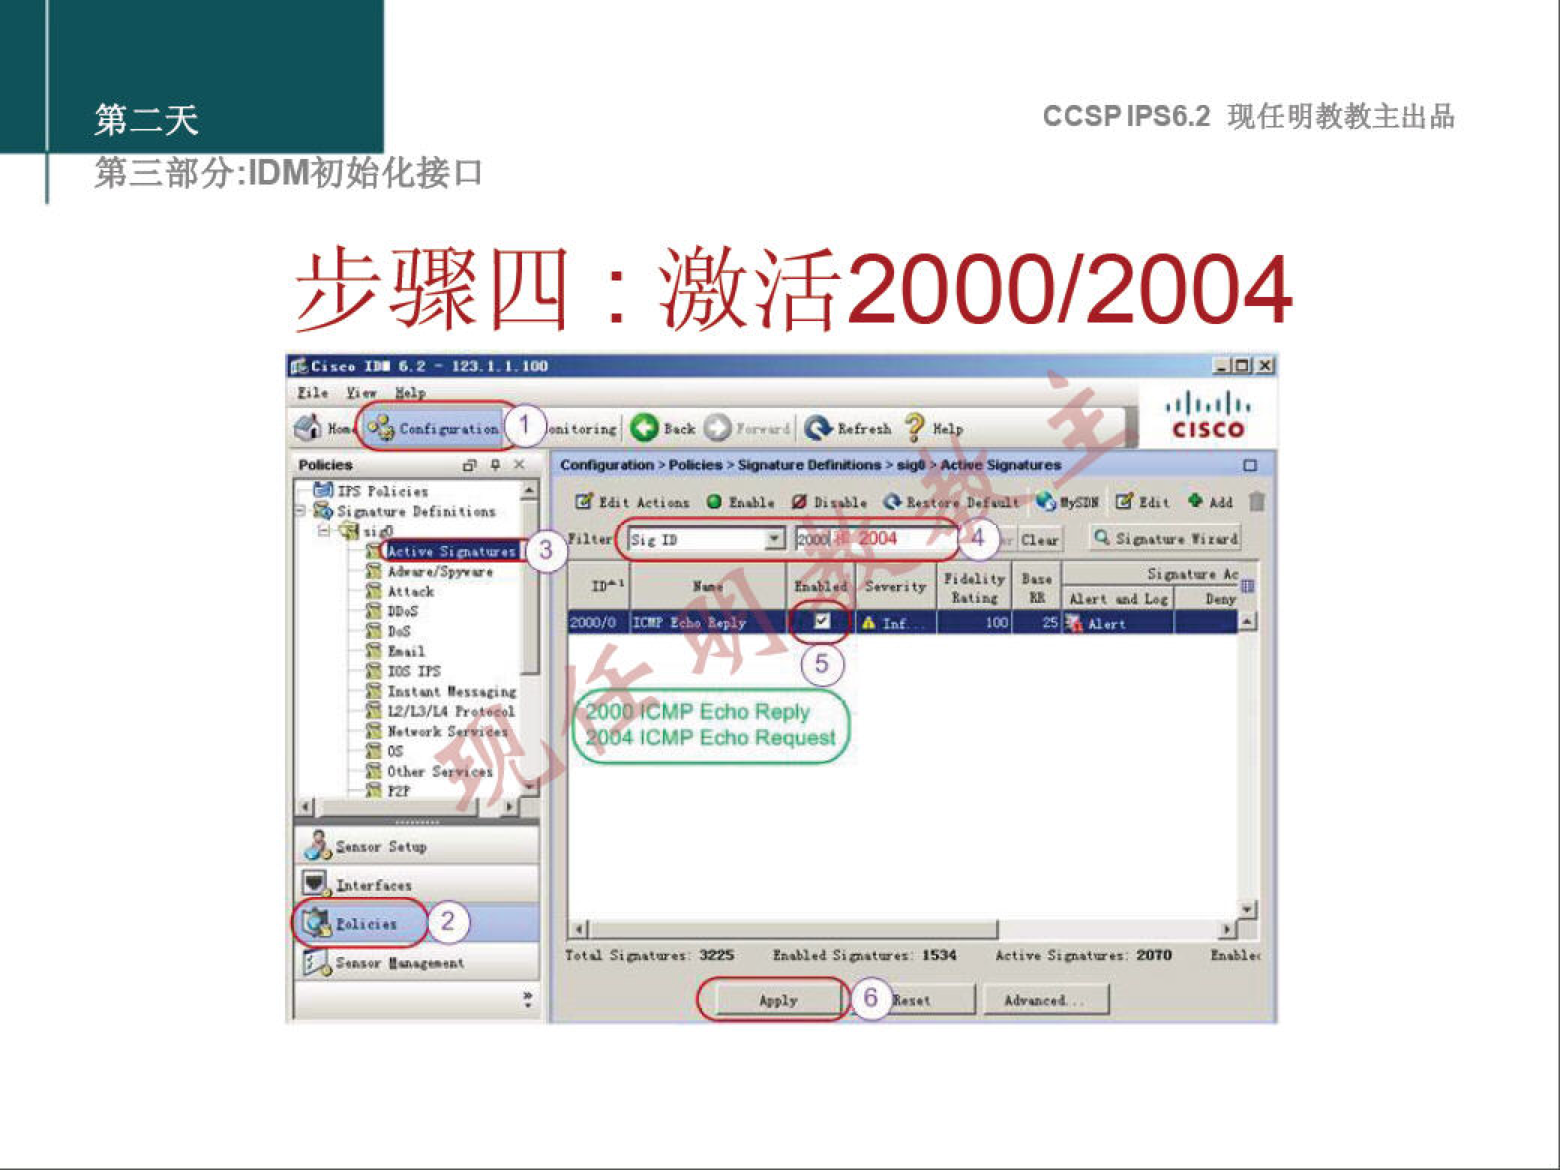 第二天
CCSP IPS6.2 现任明教教主出品
第三部分:IDM初始化接口
步骤四：激活2000/2004
Cisco IDM 6.2 - 123.1.1.100
File View Help
Configuration 1 Back Forward Refresh Help
CISCO
Policies
IPS Policies
Signature Definitions
sig0
Active Signatures 3
Adware/Spyware
Attack
DDoS
DoS
Email
IOS IPS
Instant Messaging
L2/L3/L4 Protocol
Network Services
OS
Other Services
P2P
Sensor Setup
Interfaces
Policies 2
Sensor Management
Configuration > Policies > Signature Definitions > sig0 > Active Signatures
Edit Actions Enable Disable Restore Default MySDN Edit Add
Filter Sig ID 2000 和 2004 4 Clear Signature Wizard
ID 1 Name Enabled Severity Fidelity Rating Base RR Signature Ac
Alert and Log Deny
2000/0 ICMP Echo Reply Inf... 100 25 Alert
5
2000 ICMP Echo Reply
2004 ICMP Echo Request
Total Signatures: 3225 Enabled Signatures: 1534 Active Signatures: 2070 Enable
Apply 6 Reset Advanced...
现任明教教主